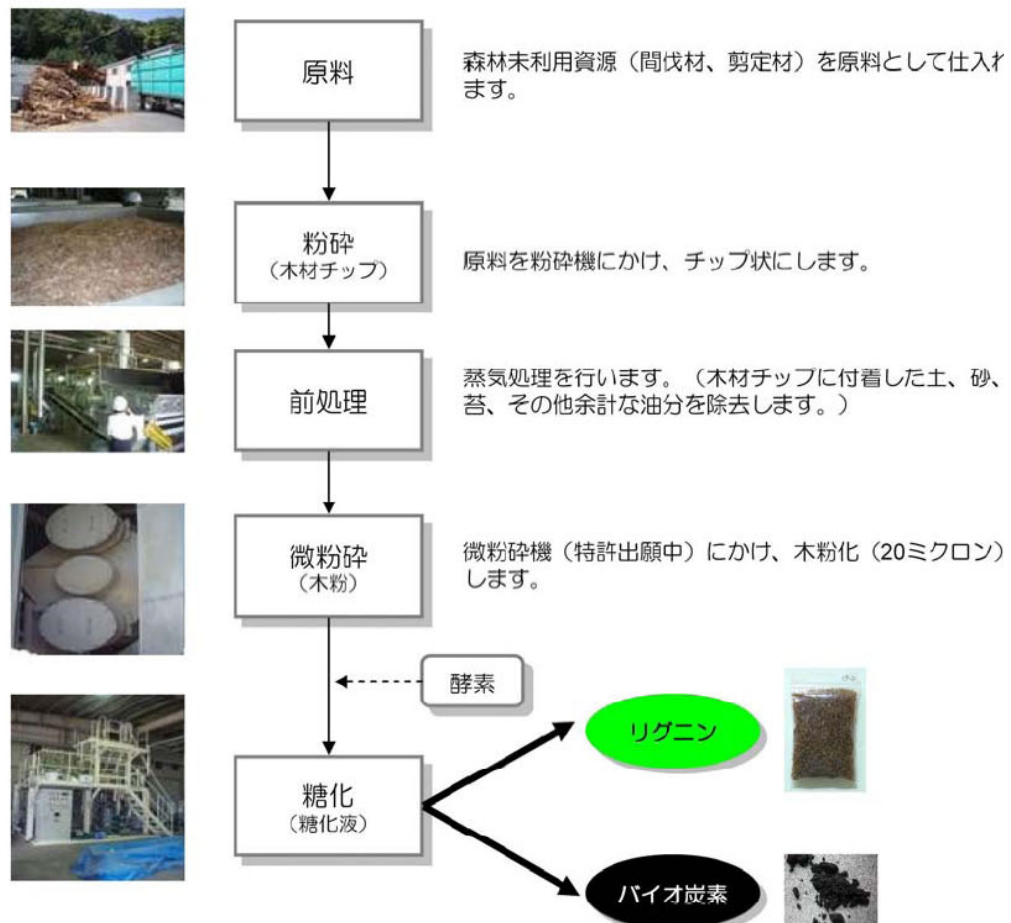 原料
森林未利用資源（間伐材、剪定材）を原料として仕入れ
ます。
粉砕
（木材チップ）
原料を粉砕機にかけ、チップ状にします。
前処理
蒸気処理を行います。（木材チップに付着した土、砂、
苔、その他余計な油分を除去します。）
微粉砕
（木粉）
微粉砕機（特許出願中）にかけ、木粉化（20ミクロン）
します。
酵素
リグニン
糖化
（糖化液）
バイオ炭素